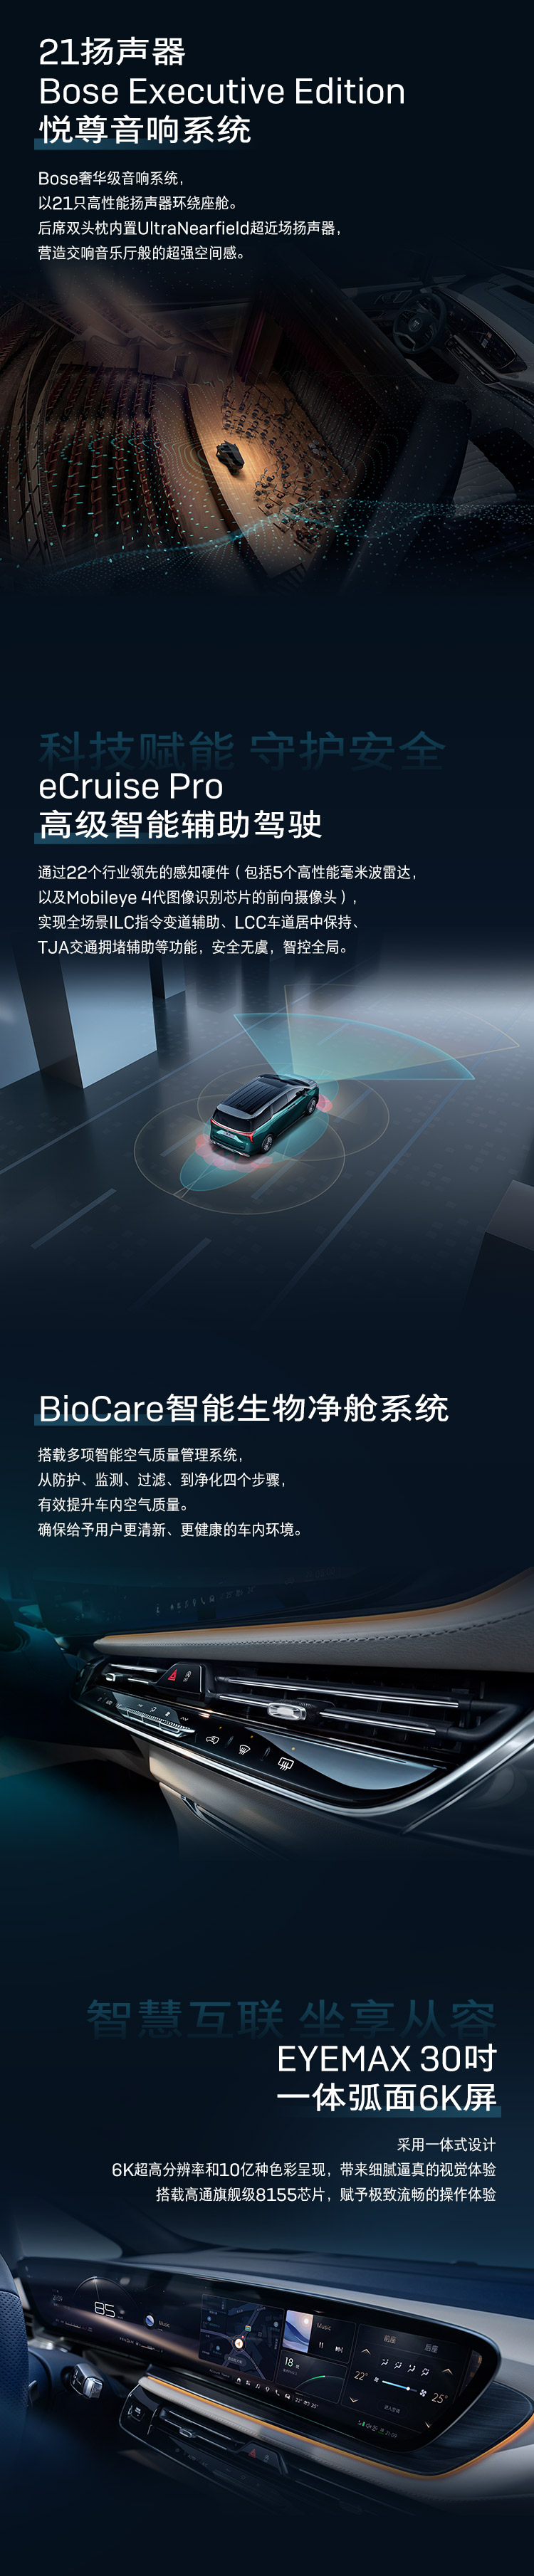 21扬声器
Bose Executive Edition
悦尊音响系统
Bose奢华级音响系统，
以21只高性能扬声器环绕座舱。
后席双头枕内置UltraNearfield超近场扬声器，
营造交响音乐厅般的超强空间感。
科技赋能 守护安全
eCruise Pro
高级智能辅助驾驶
通过22个行业领先的感知硬件（包括5个高性能毫米波雷达，
以及Mobileye 4代图像识别芯片的前向摄像头），
实现全场景ILC指令变道辅助、LCC车道居中保持、
TJA交通拥堵辅助等功能，安全无虞，智控全局。
BioCare智能生物净舱系统
搭载多项智能空气质量管理系统，
从防护、监测、过滤、到净化四个步骤，
有效提升车内空气质量。
确保给予用户更清新、更健康的车内环境。
智慧互联 坐享从容
EYEMAX 30吋
一体弧面6K屏
采用一体式设计
6K超高分辨率和10亿种色彩呈现，带来细腻逼真的视觉体验
搭载高通旗舰级8155芯片，赋予极致流畅的操作体验
85
Music
Music
18
前座
后座
22°
25°